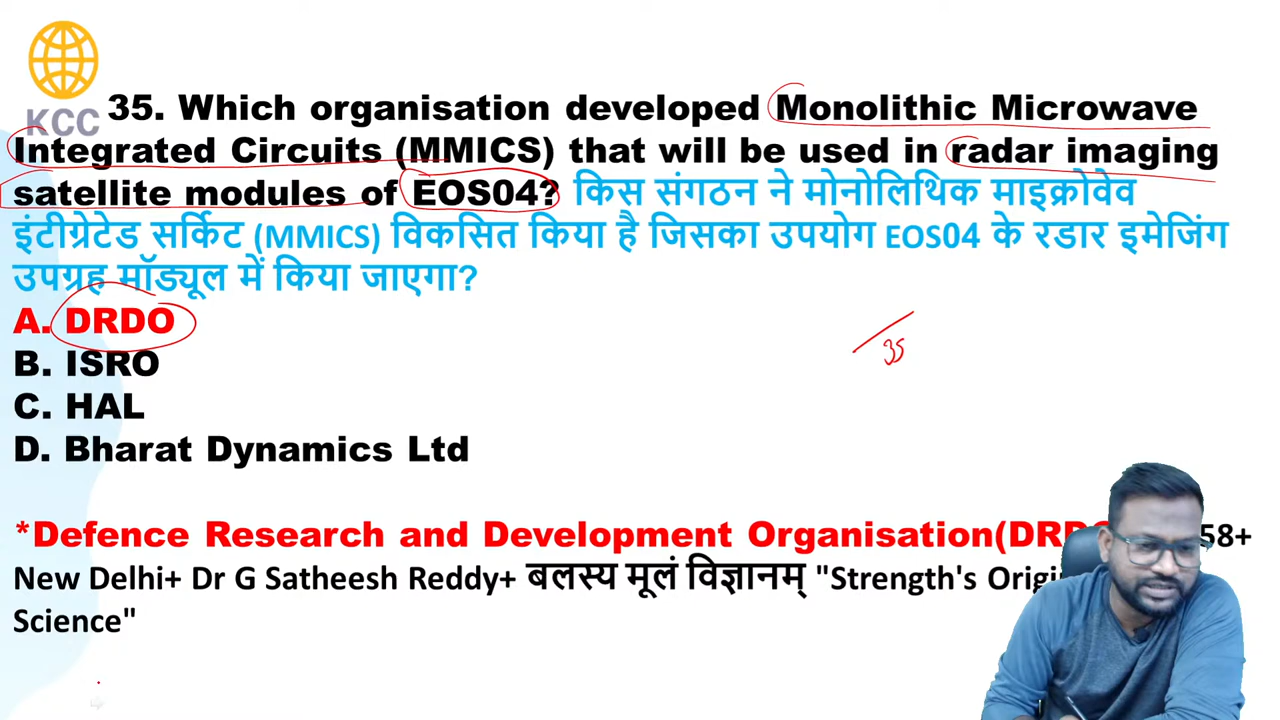 KCC
35. Which organisation developed Monolithic Microwave
Integrated Circuits (MMICS) that will be used in radar imaging
satellite modules of EOS04? किस संगठन ने मोनोलिथिक माइक्रोवेव
इंटीग्रेटेड सर्किट (MMICS) विकसित किया है जिसका उपयोग EOS04 के रडार इमेजिंग
उपग्रह मॉड्यूल में किया जाएगा?
A. DRDO
B. ISRO
C. HAL
D. Bharat Dynamics Ltd
35
*Defence Research and Development Organisation(DRDO 58+
New Delhi+ Dr G Satheesh Reddy+ बलस्य मूलं विज्ञानम् "Strength's
Science"